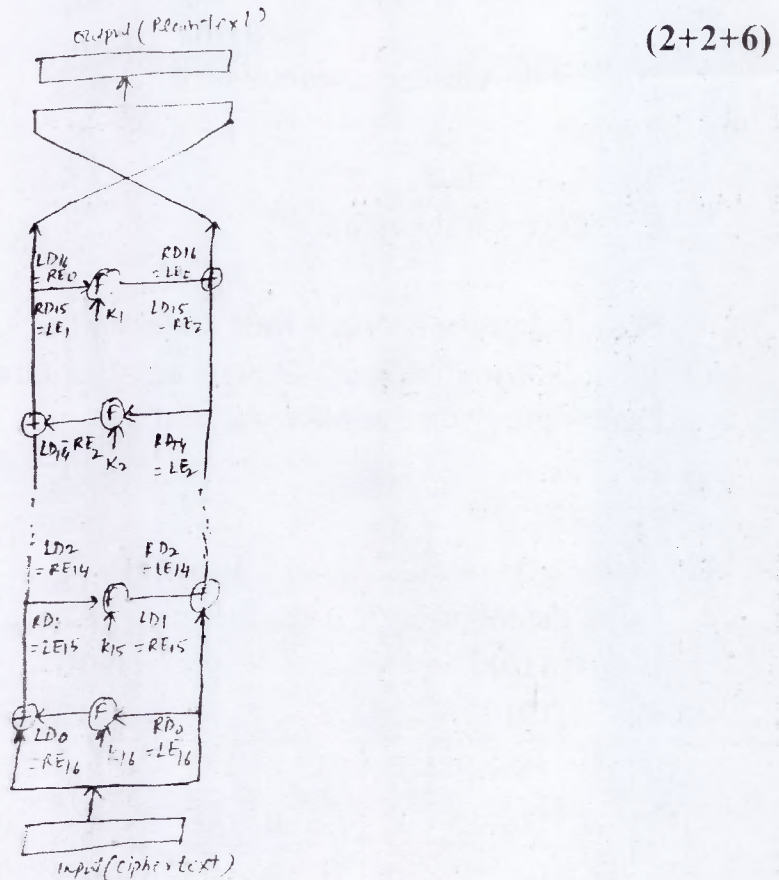 Output (Plaintext)
(2+2+6)
LD16
= RE0
RD16
= LE0
F
+
RD15
= LE1
K1
LD15
= RE2
+
LD14 = RE2
F
K2
RD14
= LE2
LD2
= RE14
RD2
= LE14
F
+
RD1
= LE15
K15
LD1
= RE15
+
F
LD0
= RE16
K16
RD0
= LE16
Input (Ciphertext)